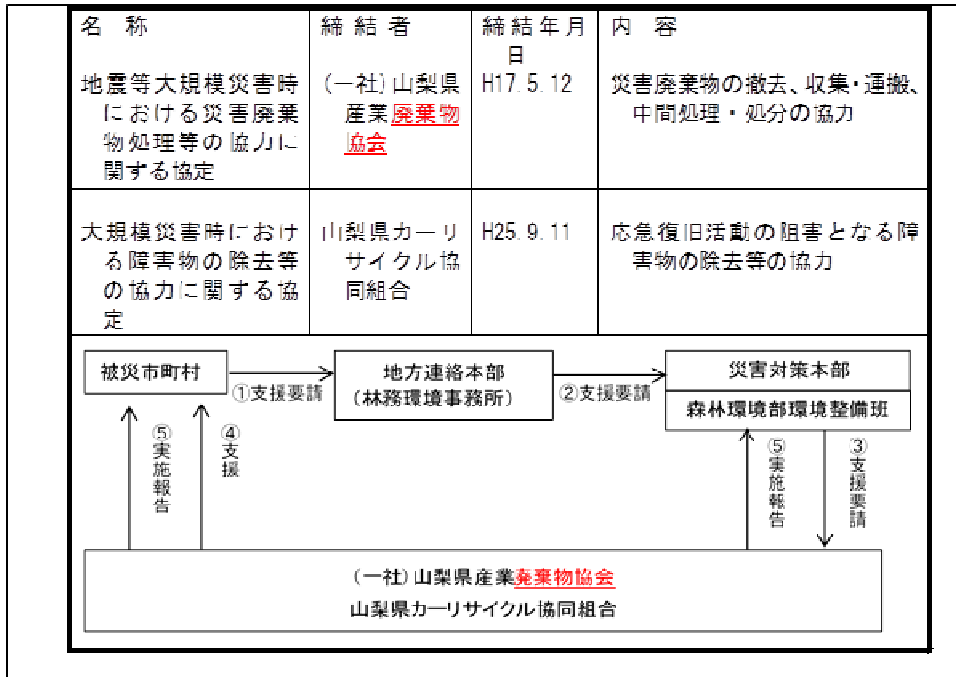 名　称
締 結 者
締結年月
日
内　容
地震等大規模災害時
における災害廃棄
物処理等の協力に
関する協定
(一社)山梨県
産業廃棄物
協会
H17.5.12
災害廃棄物の撤去、収集・運搬、
中間処理・処分の協力
大規模災害時におけ
る障害物の除去等
の協力に関する協
定
山梨県カーリ
サイクル協
同組合
H25.9.11
応急復旧活動の阻害となる障
害物の除去等の協力
被災市町村
①支援要請
地方連絡本部
(林務環境事務所)
②支援要請
災害対策本部
森林環境部環境整備班
⑤実施報告
④支援
⑤実施報告
③支援要請
(一社)山梨県産業廃棄物協会
山梨県カーリサイクル協同組合